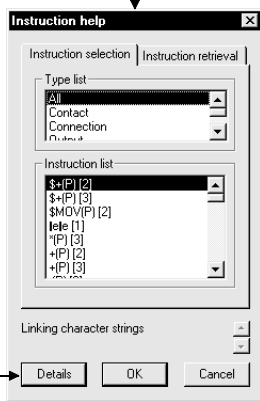 Instruction help
Instruction selection
Instruction retrieval
Type list
All
Contact
Connection
Output
Instruction list
$+(P) [2]
$+(P) [3]
$MOV(P) [2]
*(P) [3]
+(P) [2]
+(P) [3]
Linking character strings
Details
OK
Cancel